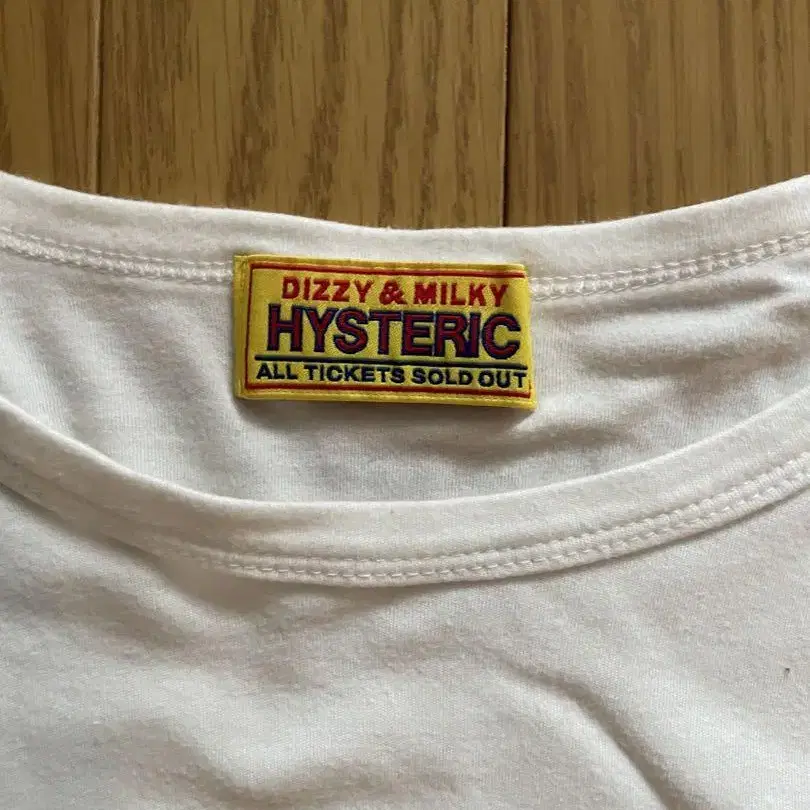 DIZZY & MILKY
HYSTERIC
ALL TICKETS SOLD OUT